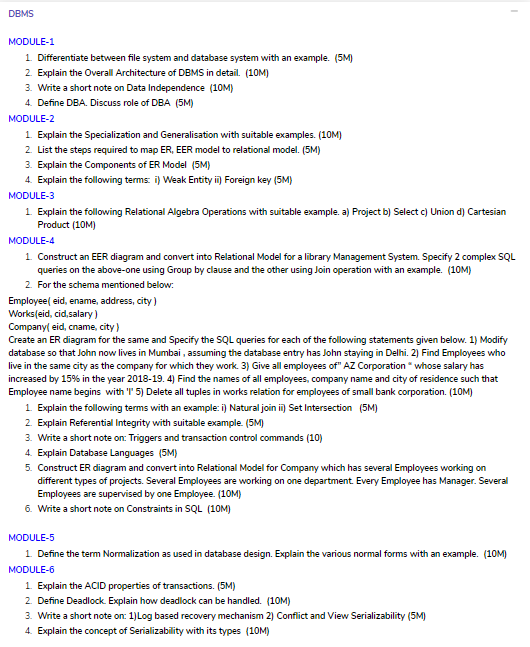 DBMS
MODULE-1
1. Differentiate between file system and database system with an example. (5M)
2. Explain the Overall Architecture of DBMS in detail. (10M)
3. Write a short note on Data Independence (10M)
4. Define DBA. Discuss role of DBA (5M)
MODULE-2
1. Explain the Specialization and Generalisation with suitable examples. (10M)
2. List the steps required to map ER, EER model to relational model. (5M)
3. Explain the Components of ER Model (5M)
4. Explain the following terms: i) Weak Entity ii) Foreign key (5M)
MODULE-3
1. Explain the following Relational Algebra Operations with suitable example. a) Project b) Select c) Union d) Cartesian
Product (10M)
MODULE-4
1. Construct an EER diagram and convert into Relational Model for a library Management System. Specify 2 complex SQL
queries on the above-one using Group by clause and the other using Join operation with an example. (10M)
2. For the schema mentioned below:
Employee( eid, ename, address, city )
Works(eid, cid,salary )
Company( eid, cname, city )
Create an ER diagram for the same and Specify the SQL queries for each of the following statements given below. 1) Modify
database so that John now lives in Mumbai , assuming the database entry has John staying in Delhi. 2) Find Employees who
live in the same city as the company for which they work. 3) Give all employees of" AZ Corporation " whose salary has
increased by 15% in the year 2018-19. 4) Find the names of all employees, company name and city of residence such that
Employee name begins with 'I' 5) Delete all tuples in works relation for employees of small bank corporation. (10M)
1. Explain the following terms with an example: i) Natural join ii) Set Intersection (5M)
2. Explain Referential Integrity with suitable example. (5M)
3. Write a short note on: Triggers and transaction control commands (10)
4. Explain Database Languages (5M)
5. Construct ER diagram and convert into Relational Model for Company which has several Employees working on
different types of projects. Several Employees are working on one department. Every Employee has Manager. Several
Employees are supervised by one Employee. (10M)
6. Write a short note on Constraints in SQL (10M)
MODULE-5
1. Define the term Normalization as used in database design. Explain the various normal forms with an example. (10M)
MODULE-6
1. Explain the ACID properties of transactions. (5M)
2. Define Deadlock. Explain how deadlock can be handled. (10M)
3. Write a short note on: 1)Log based recovery mechanism 2) Conflict and View Serializability (5M)
4. Explain the concept of Serializability with its types (10M)